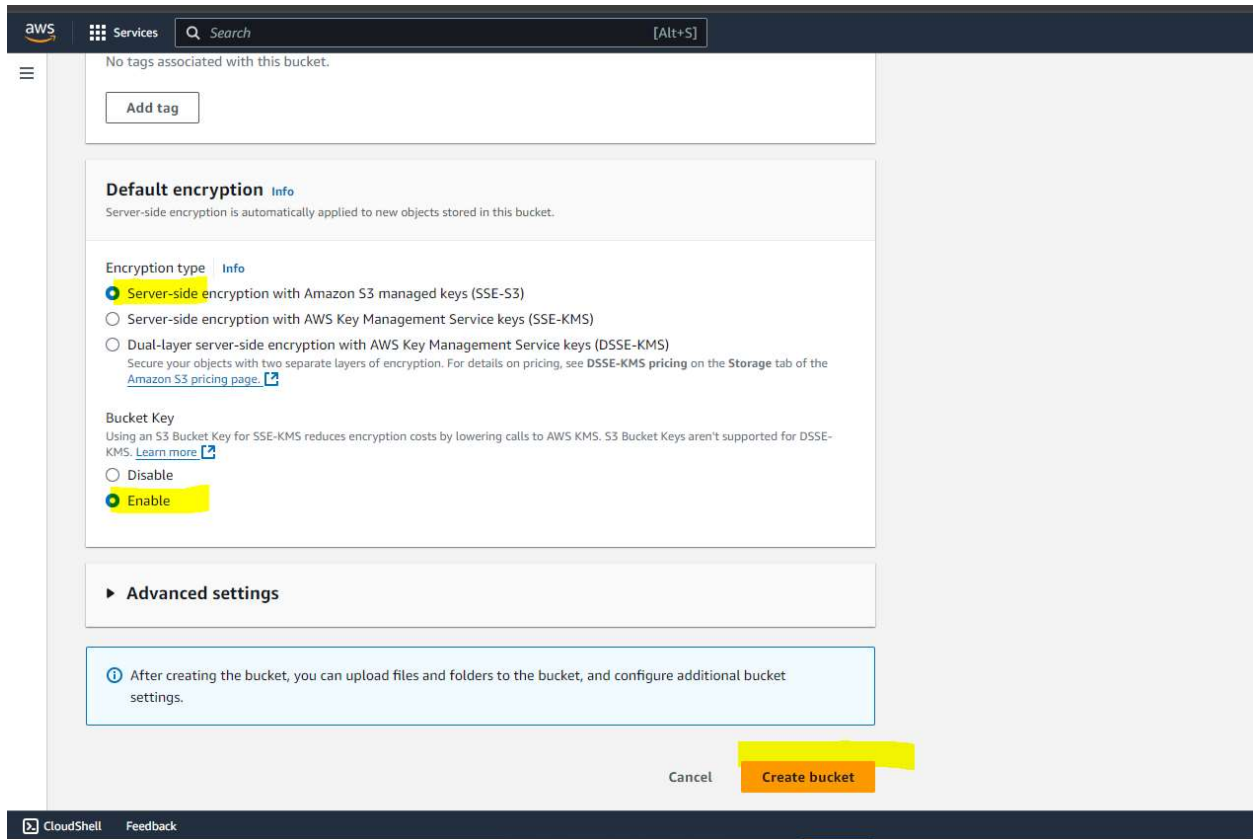 aws
Services
Search
[Alt+S]
No tags associated with this bucket.
Add tag
Default encryption Info
Server-side encryption is automatically applied to new objects stored in this bucket.
Encryption type Info
Server-side encryption with Amazon S3 managed keys (SSE-S3)
Server-side encryption with AWS Key Management Service keys (SSE-KMS)
Dual-layer server-side encryption with AWS Key Management Service keys (DSSE-KMS)
Secure your objects with two separate layers of encryption. For details on pricing, see DSSE-KMS pricing on the Storage tab of the
Amazon S3 pricing page.
Bucket Key
Using an S3 Bucket Key for SSE-KMS reduces encryption costs by lowering calls to AWS KMS. S3 Bucket Keys aren't supported for DSSE-
KMS. Learn more
Disable
Enable
Advanced settings
After creating the bucket, you can upload files and folders to the bucket, and configure additional bucket
settings.
Cancel
Create bucket
CloudShell
Feedback